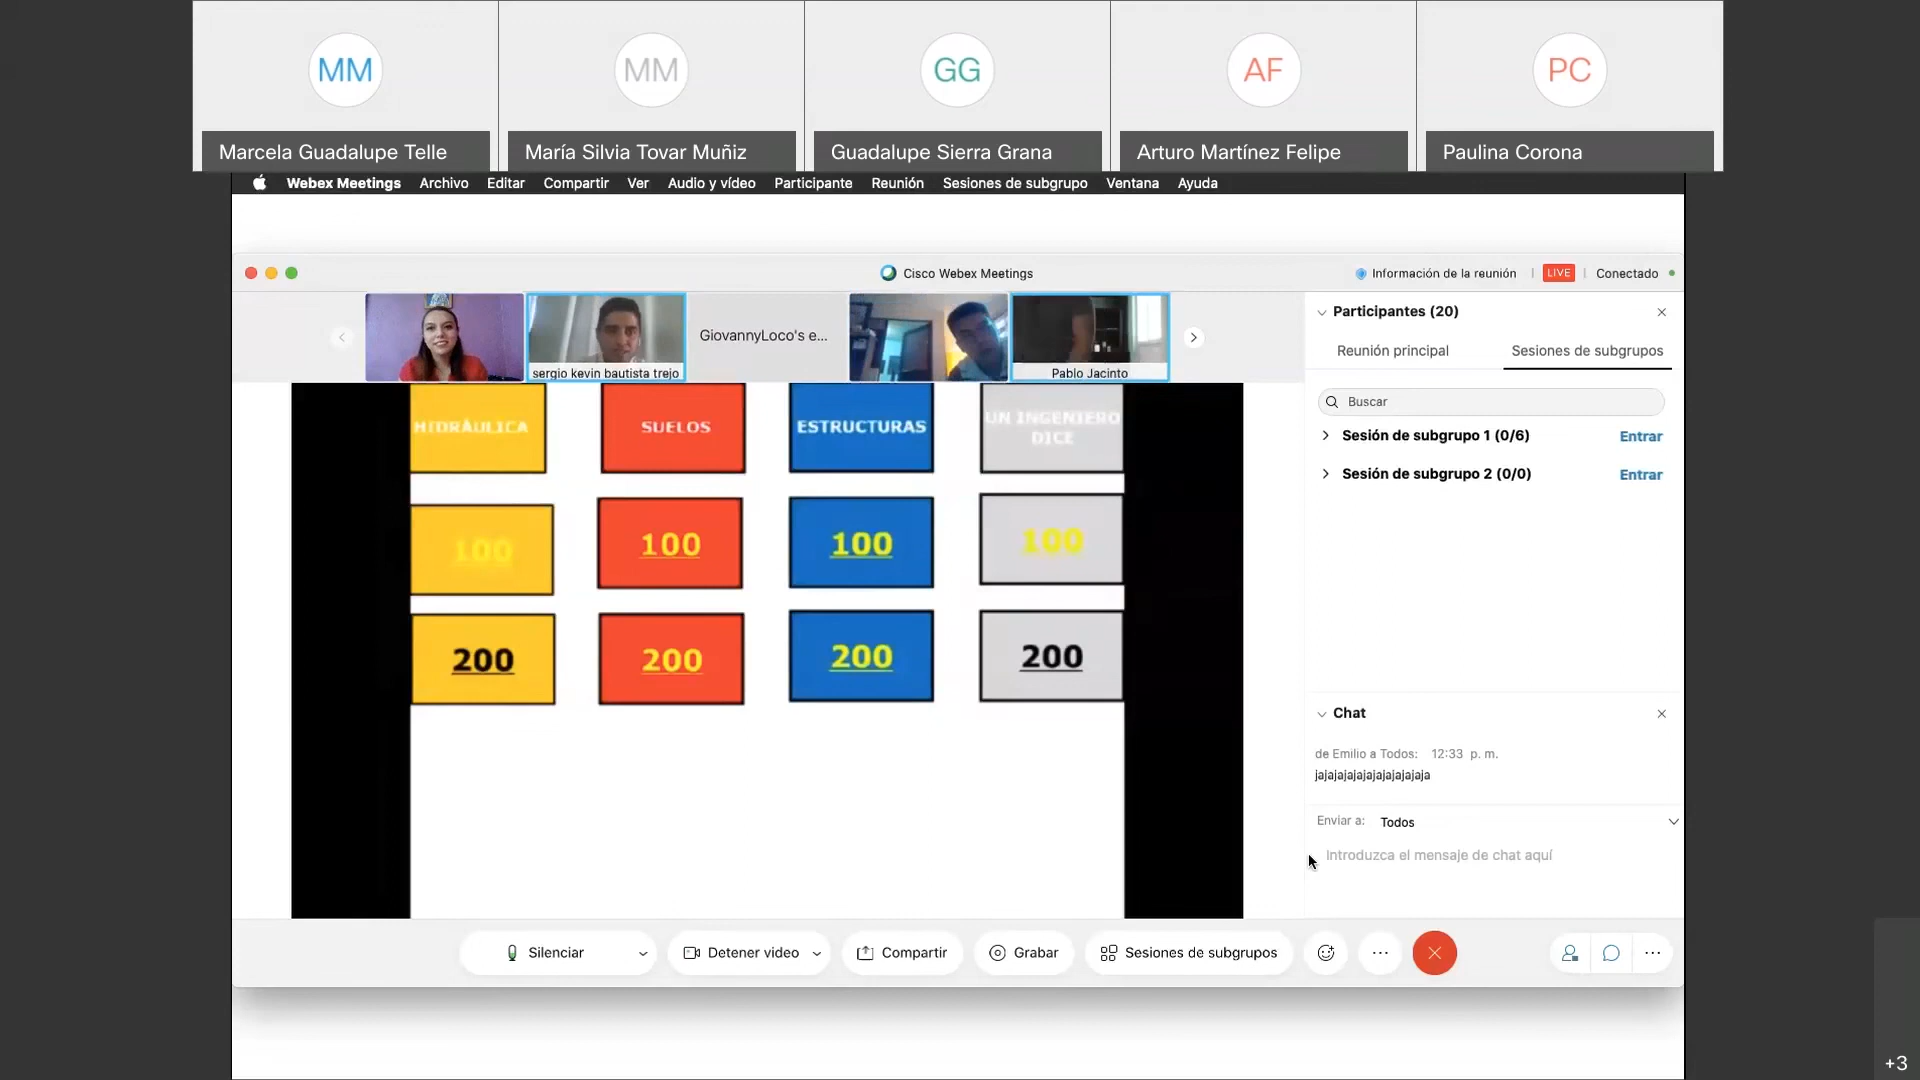 MM
MM
GG
AF
PC
Marcela Guadalupe Telle
María Silvia Tovar Muñiz
Guadalupe Sierra Grana
Arturo Martínez Felipe
Paulina Corona
Webex Meetings Archivo Editar Compartir Ver Audio y vídeo Participante Reunión Sesiones de subgrupo Ventana Ayuda
Cisco Webex Meetings
Información de la reunión
LIVE
Conectado
sergio kevin bautista trejo
GiovannyLoco's e...
Pablo Jacinto
HIDRÁULICA
SUELOS
ESTRUCTURAS
UN INGENIERO
DICE
100
100
100
100
200
200
200
200
Participantes (20)
Reunión principal
Sesiones de subgrupos
Buscar
Sesión de subgrupo 1 (0/6)
Entrar
Sesión de subgrupo 2 (0/0)
Entrar
Chat
de Emilio a Todos: 12:33 p. m.
jajajajajajajajajajajaja
Enviar a: Todos
Introduzca el mensaje de chat aquí
Silenciar
Detener video
Compartir
Grabar
Sesiones de subgrupos
+3